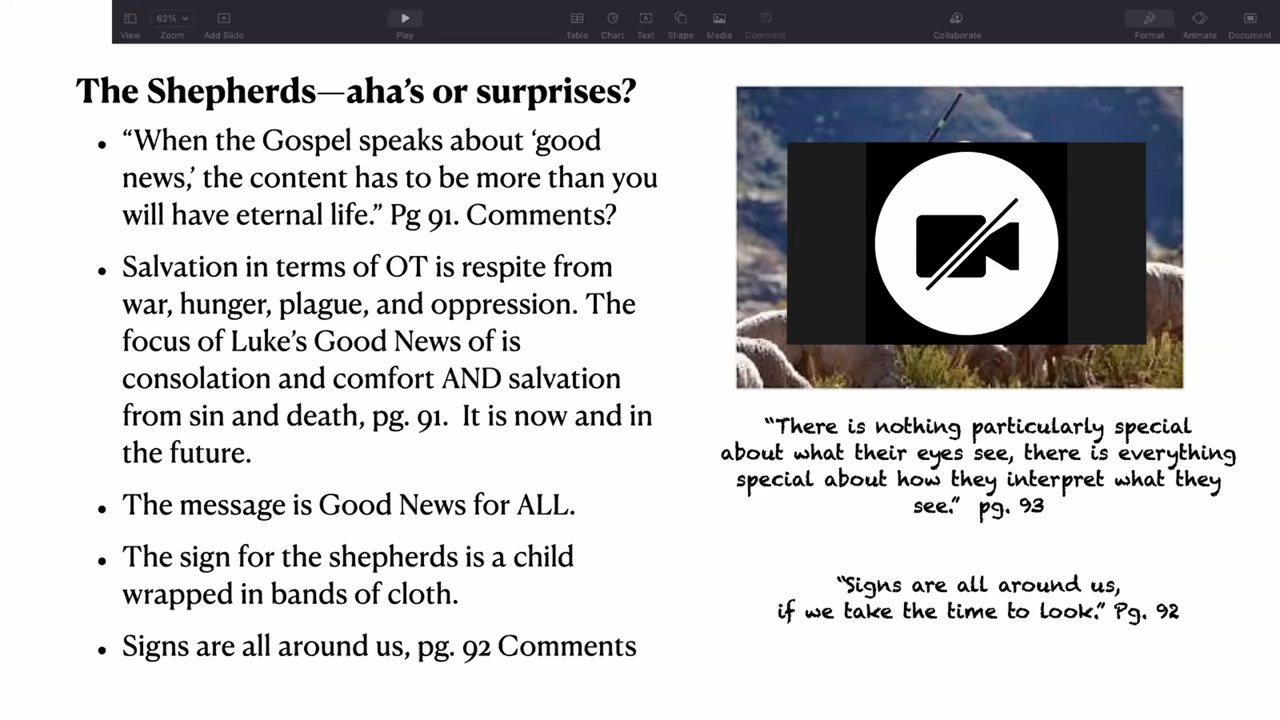 View
62%
Zoom
Add Slide
Play
Table
Chart
Text
Shape
Media
Comment
Collaborate
Format
Animate
Document
The Shepherds—aha’s or surprises?
• “When the Gospel speaks about ‘good
news,’ the content has to be more than you
will have eternal life.” Pg 91. Comments?
• Salvation in terms of OT is respite from
war, hunger, plague, and oppression. The
focus of Luke’s Good News of is
consolation and comfort AND salvation
from sin and death, pg. 91. It is now and in
the future.
• The message is Good News for ALL.
• The sign for the shepherds is a child
wrapped in bands of cloth.
• Signs are all around us, pg. 92 Comments
“There is nothing particularly special
about what their eyes see, there is everything
special about how they interpret what they
see.” pg. 93
“Signs are all around us,
if we take the time to look.” Pg. 92